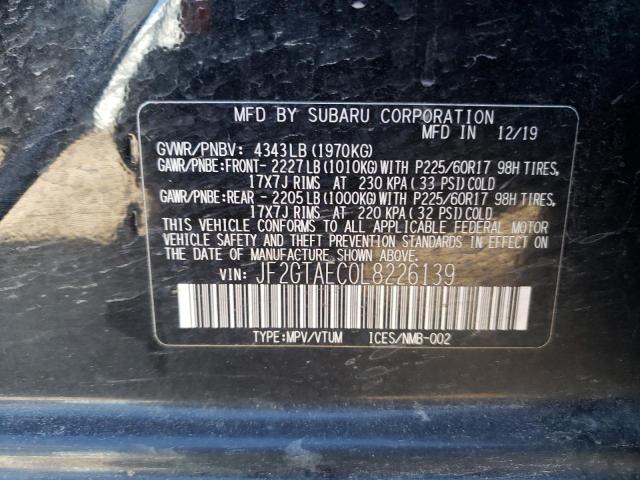 MFD BY SUBARU CORPORATION
MFD IN 12/19
GVWR/PNBV: 4343LB (1970KG)
GAWR/PNBE:FRONT- 2227LB (1010KG) WITH P225/60R17 98H TIRES,
17X7J RIMS AT 230 KPA (33 PSI) COLD
GAWR/PNBE:REAR - 2205LB (1000KG) WITH P225/60R17 98H TIRES,
17X7J RIMS AT 220 KPA (32 PSI) COLD
THIS VEHICLE CONFORMS TO ALL APPLICABLE FEDERAL MOTOR
VEHICLE SAFETY AND THEFT PREVENTION STANDARDS IN EFFECT ON
THE DATE OF MANUFACTURE SHOWN ABOVE.
VIN: JF2GTAEC0L8226139
TYPE:MPV/VTUM ICES/NMB-002